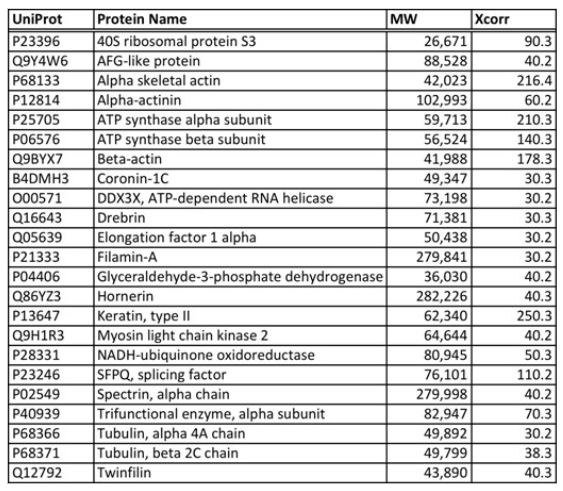 UniProt Protein Name MW Xcorr
P23396 40S ribosomal protein S3 26,671 90.3
Q9Y4W6 AFG-like protein 88,528 40.2
P68133 Alpha skeletal actin 42,023 216.4
P12814 Alpha-actinin 102,993 60.2
P25705 ATP synthase alpha subunit 59,713 210.3
P06576 ATP synthase beta subunit 56,524 140.3
Q9BYX7 Beta-actin 41,988 178.3
B4DMH3 Coronin-1C 49,347 30.3
O00571 DDX3X, ATP-dependent RNA helicase 73,198 30.2
Q16643 Drebrin 71,381 30.3
Q05639 Elongation factor 1 alpha 50,438 30.2
P21333 Filamin-A 279,841 30.2
P04406 Glyceraldehyde-3-phosphate dehydrogenase 36,030 40.2
Q86YZ3 Hornerin 282,226 40.3
P13647 Keratin, type II 62,340 250.3
Q9H1R3 Myosin light chain kinase 2 64,644 40.2
P28331 NADH-ubiquinone oxidoreductase 80,945 50.3
P23246 SFPQ, splicing factor 76,101 110.2
P02549 Spectrin, alpha chain 279,998 40.2
P40939 Trifunctional enzyme, alpha subunit 82,947 70.3
P68366 Tubulin, alpha 4A chain 49,892 30.2
P68371 Tubulin, beta 2C chain 49,799 38.3
Q12792 Twinfilin 43,890 40.3